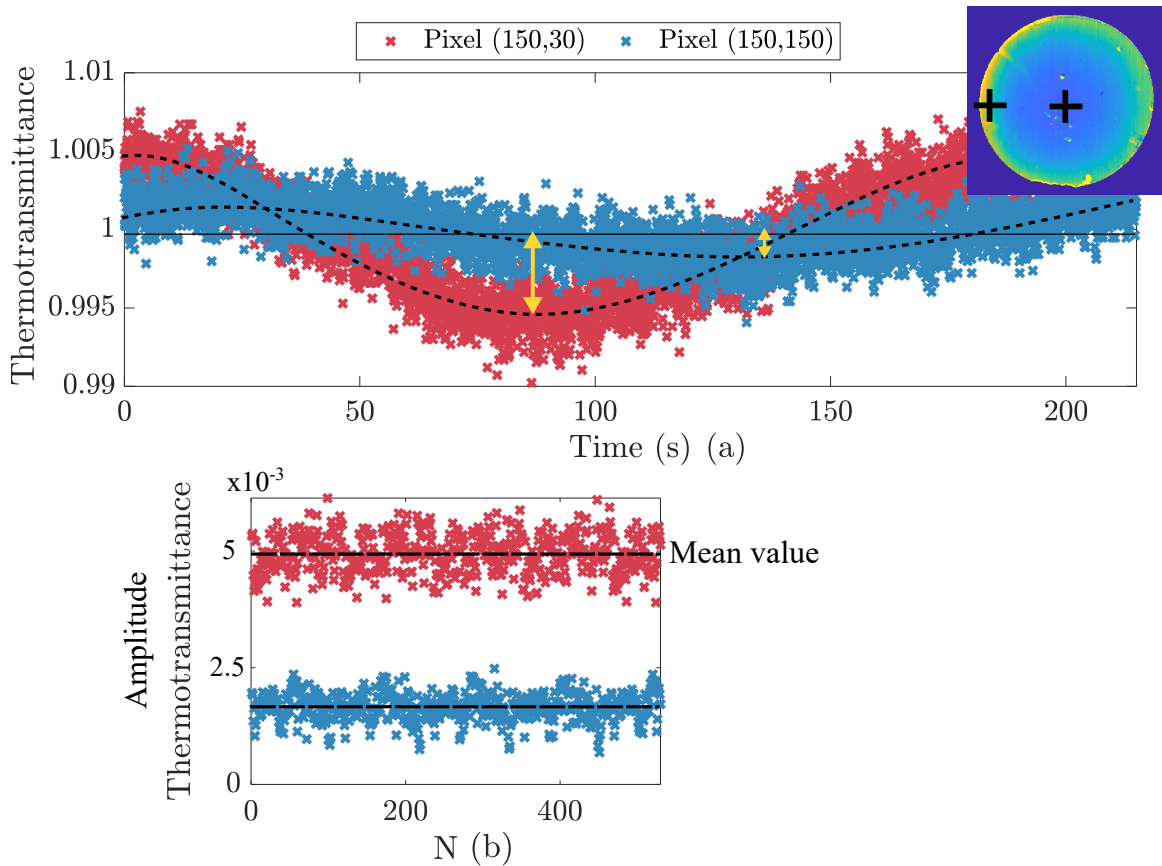 Pixel (150,30) Pixel (150,150)
Thermotransmittance
1.01
1.005
1
0.995
0.99
0 50 100 150 200
Time (s) (a)
x10-3
Amplitude
Thermotransmittance
5
2.5
0
Mean value
0 200 400
N (b)